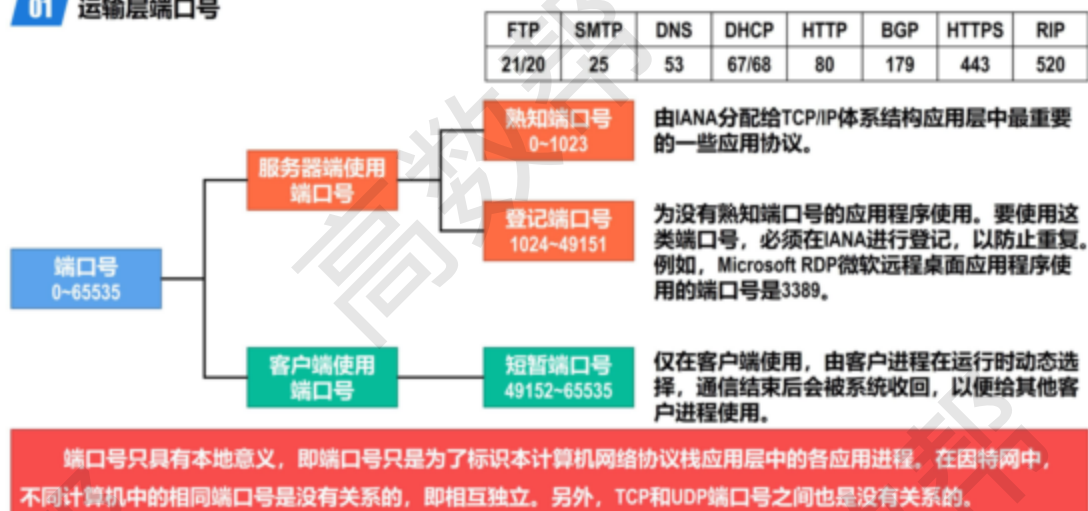 01 运输层端口号
FTP SMTP DNS DHCP HTTP BGP HTTPS RIP
21/20 25 53 67/68 80 179 443 520
熟知端口号
0~1023
由IANA分配给TCP/IP体系结构应用层中最重要
的一些应用协议。
服务器端使用
端口号
登记端口号
1024~49151
为没有熟知端口号的应用程序使用。要使用这
类端口号，必须在IANA进行登记，以防止重复。
例如，Microsoft RDP微软远程桌面应用程序使
用的端口号是3389。
端口号
0~65535
客户端使用
端口号
短暂端口号
49152~65535
仅在客户端使用，由客户进程在运行时动态选
择，通信结束后会被系统收回，以便给其他客
户进程使用。
端口号只具有本地意义，即端口号只是为了标识本计算机网络协议栈应用层中的各应用进程。在因特网中，
不同计算机中的相同端口号是没有关系的，即相互独立。另外，TCP和UDP端口号之间也是没有关系的。
高数帮
帮